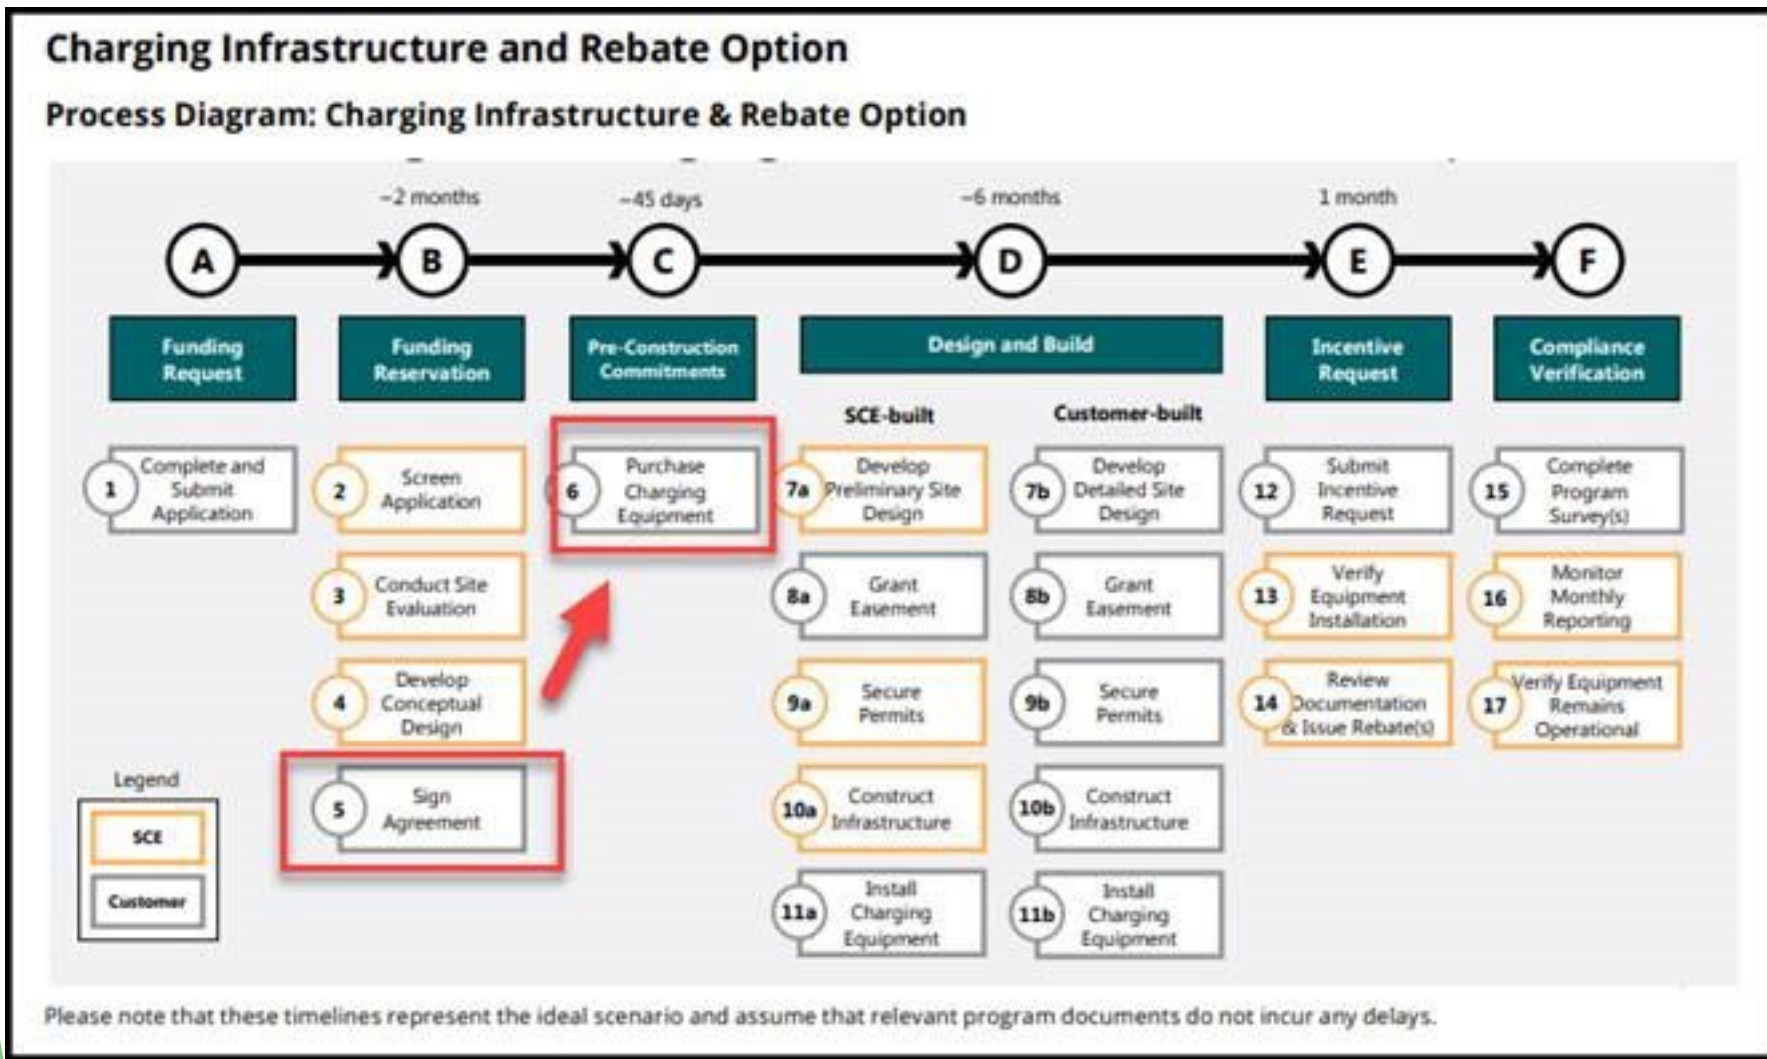 Charging Infrastructure and Rebate Option
Process Diagram: Charging Infrastructure & Rebate Option
~2 months
~45 days
~6 months
1 month
A
B
C
D
E
F
Funding
Request
Funding
Reservation
Pre-Construction
Commitments
Design and Build
Incentive
Request
Compliance
Verification
SCE-built
Customer-built
1
Complete and
Submit
Application
2
Screen
Application
3
Conduct Site
Evaluation
4
Develop
Conceptual
Design
5
Sign
Agreement
6
Purchase
Charging
Equipment
7a
Develop
Preliminary Site
Design
8a
Grant
Easement
9a
Secure
Permits
10a
Construct
Infrastructure
11a
Install
Charging
Equipment
7b
Develop
Detailed Site
Design
8b
Grant
Easement
9b
Secure
Permits
10b
Construct
Infrastructure
11b
Install
Charging
Equipment
12
Submit
Incentive
Request
13
Verify
Equipment
Installation
14
Review
Documentation
& Issue Rebate(s)
15
Complete
Program
Survey(s)
16
Monitor
Monthly
Reporting
17
Verify Equipment
Remains
Operational
Legend
SCE
Customer
Please note that these timelines represent the ideal scenario and assume that relevant program documents do not incur any delays.